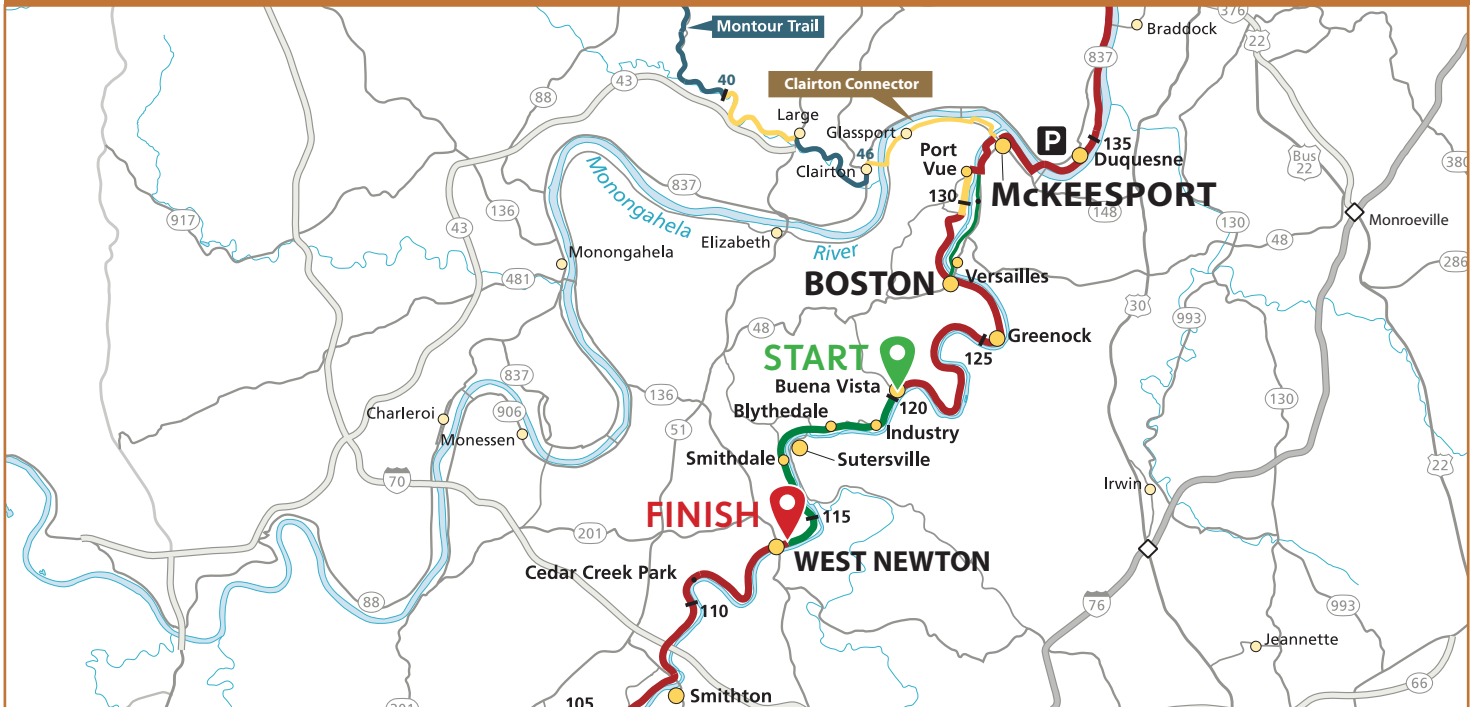 376
Braddock
22
Montour Trail
837
43
40
Clairton Connector
88
Large
Glassport
46
Clairton
Port
Vue
P
135
Duquesne
Bus
22
380
130
McKEESPORT
148
837
Monongahela
136
917
43
Monroeville
130
48
Elizabeth
River
Monongahela
481
286
BOSTON
Versailles
30
993
48
START
Greenock
125
Buena Vista
120
837
136
Charleroi
906
Monessen
51
Blythedale
Industry
130
Smithdale
Sutersville
22
70
Irwin
FINISH
115
201
WEST NEWTON
Cedar Creek Park
88
110
76
993
Jeannette
66
Smithton
105